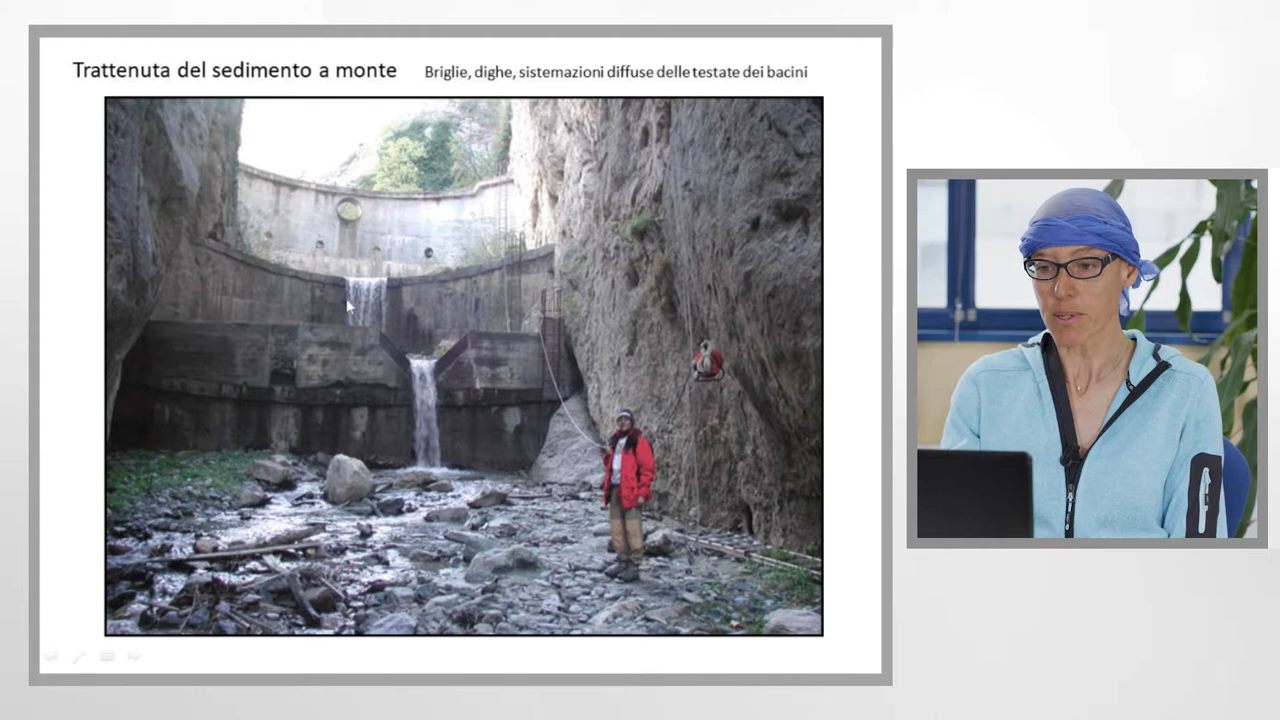 Trattenuta del sedimento a monte
Briglie, dighe, sistemazioni diffuse delle testate dei bacini